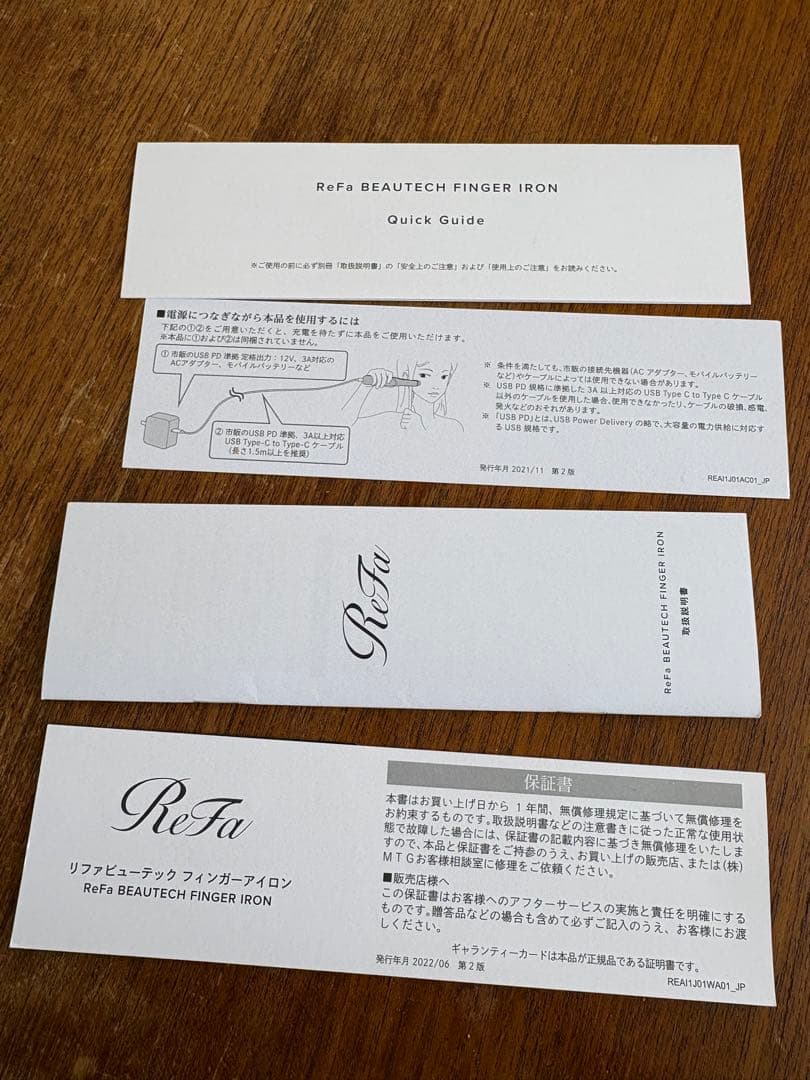 ReFa BEAUTECH FINGER IRON
Quick Guide
※ご使用の前に必ず別冊「取扱説明書」の「安全上のご注意」および「使用上のご注意」をお読みください。
■電源につなぎながら本品を使用するには
下記の①②をご用意いただくと、充電を待たずに本品をご使用いただけます。
※本品に①および②は同梱されていません。
① 市販のUSB PD 準拠 定格出力：12V、3A対応の
ACアダプター、モバイルバッテリーなど
② 市販のUSB PD 準拠、3A以上対応
USB Type-C to Type-C ケーブル
（長さ1.5m以上を推奨）
※ 条件を満たしても、市販の接続先機器（AC アダプター、モバイルバッテリー
など）やケーブルによっては使用できない場合があります。
※ USB PD 規格に準拠した 3A 以上対応の USB Type C to Type C ケーブル
以外のケーブルを使用した場合、使用できなかったり、ケーブルの破損、感電、
発火などのおそれがあります。
※「USB PD」とは、USB Power Delivery の略で、大容量の電力供給に対応す
る USB 規格です。
発行年月 2021/11 第2版
REAI1J01AC01_JP
ReFa
ReFa BEAUTECH FINGER IRON
取扱説明書
ReFa
リファビューテック フィンガーアイロン
ReFa BEAUTECH FINGER IRON
保証書
本書はお買い上げ日から 1 年間、無償修理規定に基づいて無償修理を
お約束するものです。取扱説明書などの注意書きに従った正常な使用状
態で故障した場合には、保証書の記載内容に基づき無償修理をいたしま
すので、本品と保証書をご持参のうえ、お買い上げの販売店、または（株）
MTGお客様相談室に修理をご依頼ください。
■販売店様へ
この保証書はお客様へのアフターサービスの実施と責任を明確にする
ものです。贈答品などの場合も含めて必ずご記入のうえ、お客様にお渡
しください。
ギャランティーカードは本品が正規品である証明書です。
発行年月 2022/06 第2版
REAI1J01WA01_JP